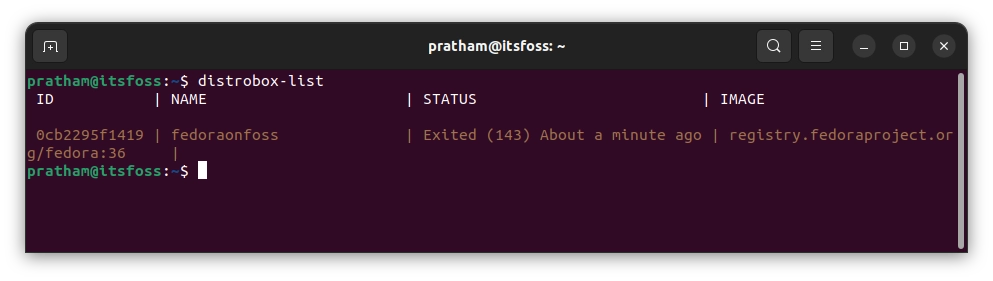 pratham@itsfoss: ~
pratham@itsfoss:~$ distrobox-list
ID | NAME | STATUS | IMAGE
0cb2295f1419 | fedoraonfoss | Exited (143) About a minute ago | registry.fedoraproject.or
g/fedora:36 |
pratham@itsfoss:~$